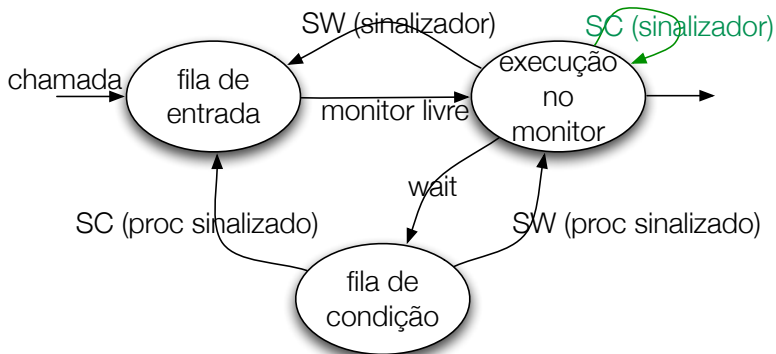 SW (sinalizador)
SC (sinalizador)
chamada
fila de
entrada
monitor livre
execução
no
monitor
wait
SC (proc sinalizado)
SW (proc sinalizado)
fila de
condição